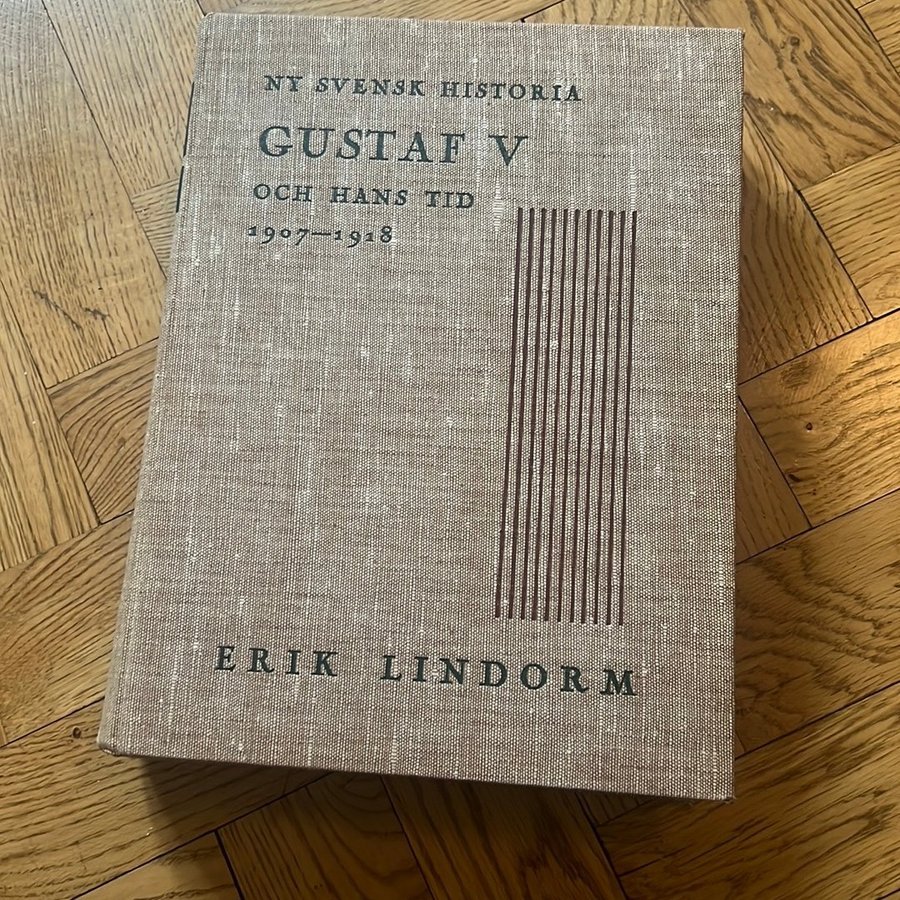 NY SVENSK HISTORIA
GUSTAF V
OCH HANS TID
1907—1918
ERIK LINDORM